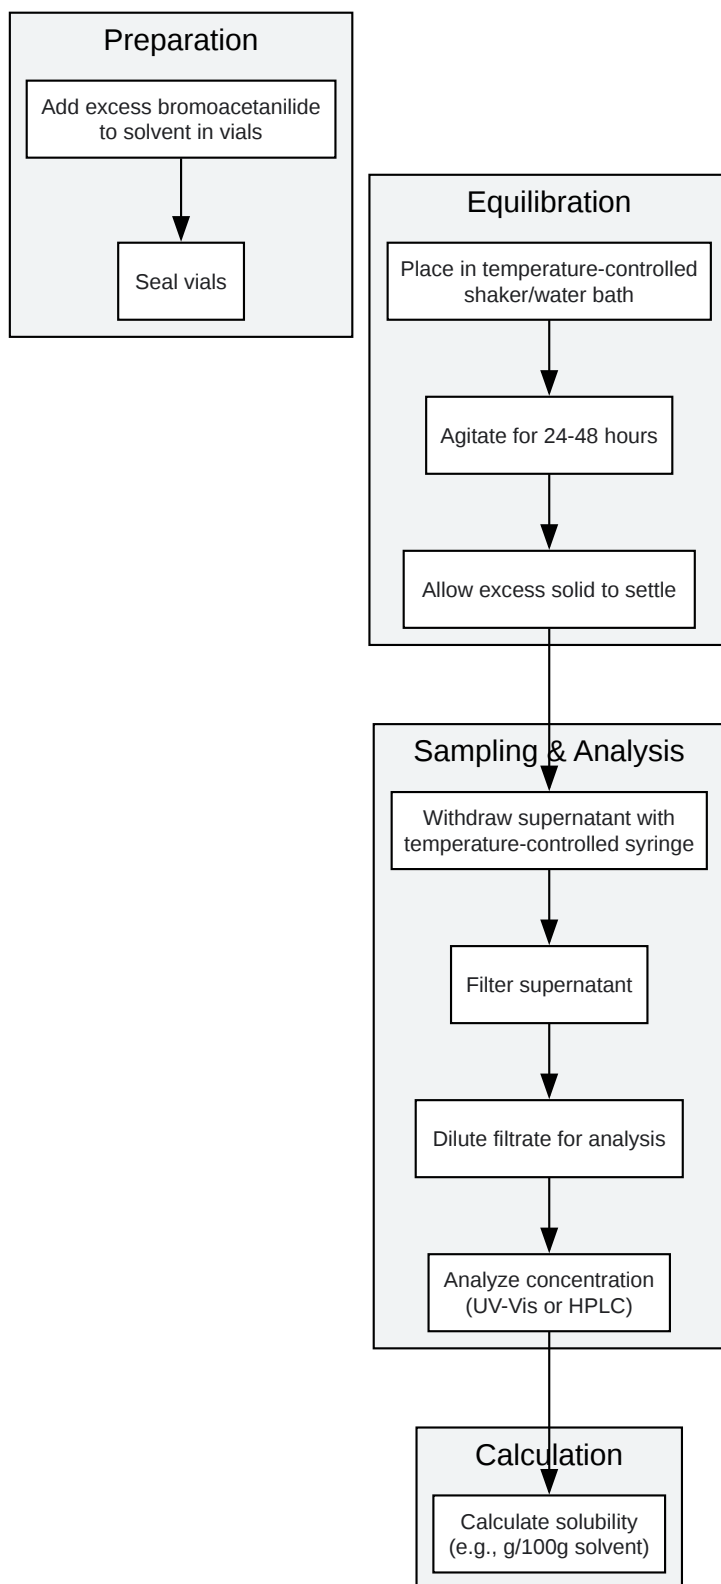 Preparation
Add excess bromoacetanilide
to solvent in vials
Seal vials
Equilibration
Place in temperature-controlled
shaker/water bath
Agitate for 24-48 hours
Allow excess solid to settle
Sampling & Analysis
Withdraw supernatant with
temperature-controlled syringe
Filter supernatant
Dilute filtrate for analysis
Analyze concentration
(UV-Vis or HPLC)
Calculation
Calculate solubility
(e.g., g/100g solvent)